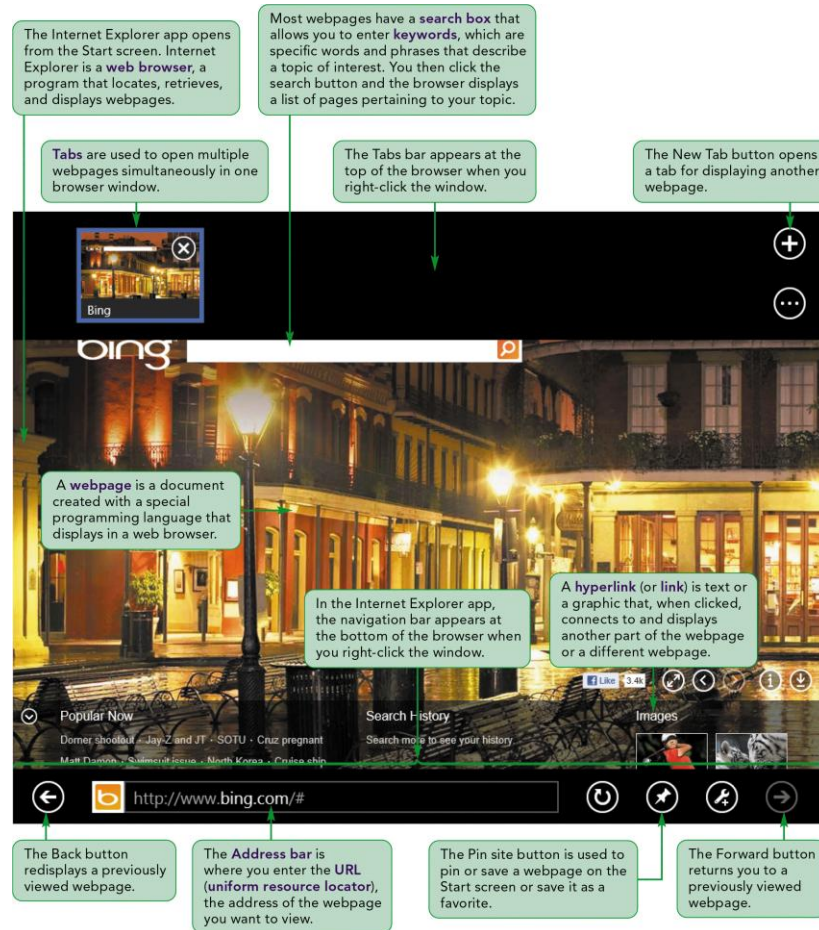 The Internet Explorer app opens
from the Start screen. Internet
Explorer is a web browser, a
program that locates, retrieves,
and displays webpages.
Most webpages have a search box that
allows you to enter keywords, which are
specific words and phrases that describe
a topic of interest. You then click the
search button and the browser displays
a list of pages pertaining to your topic.
Tabs are used to open multiple
webpages simultaneously in one
browser window.
The Tabs bar appears at the
top of the browser when you
right-click the window.
The New Tab button opens
a tab for displaying another
webpage.
Bing
bing
A webpage is a document
created with a special
programming language that
displays in a web browser.
In the Internet Explorer app,
the navigation bar appears at
the bottom of the browser when
you right-click the window.
A hyperlink (or link) is text or
a graphic that, when clicked,
connects to and displays
another part of the webpage
or a different webpage.
Like 3.4k
Popular Now
Search History
Images
Dorner shootout · Jay-Z and JT · SOTU · Cruz pregnant
Search more to see your history
Matt Damon · Swimsuit issue · North Korea · Cruise ship
http://www.bing.com/#
The Back button
redisplays a previously
viewed webpage.
The Address bar is
where you enter the URL
(uniform resource locator),
the address of the webpage
you want to view.
The Pin site button is used to
pin or save a webpage on the
Start screen or save it as a
favorite.
The Forward button
returns you to a
previously viewed
webpage.